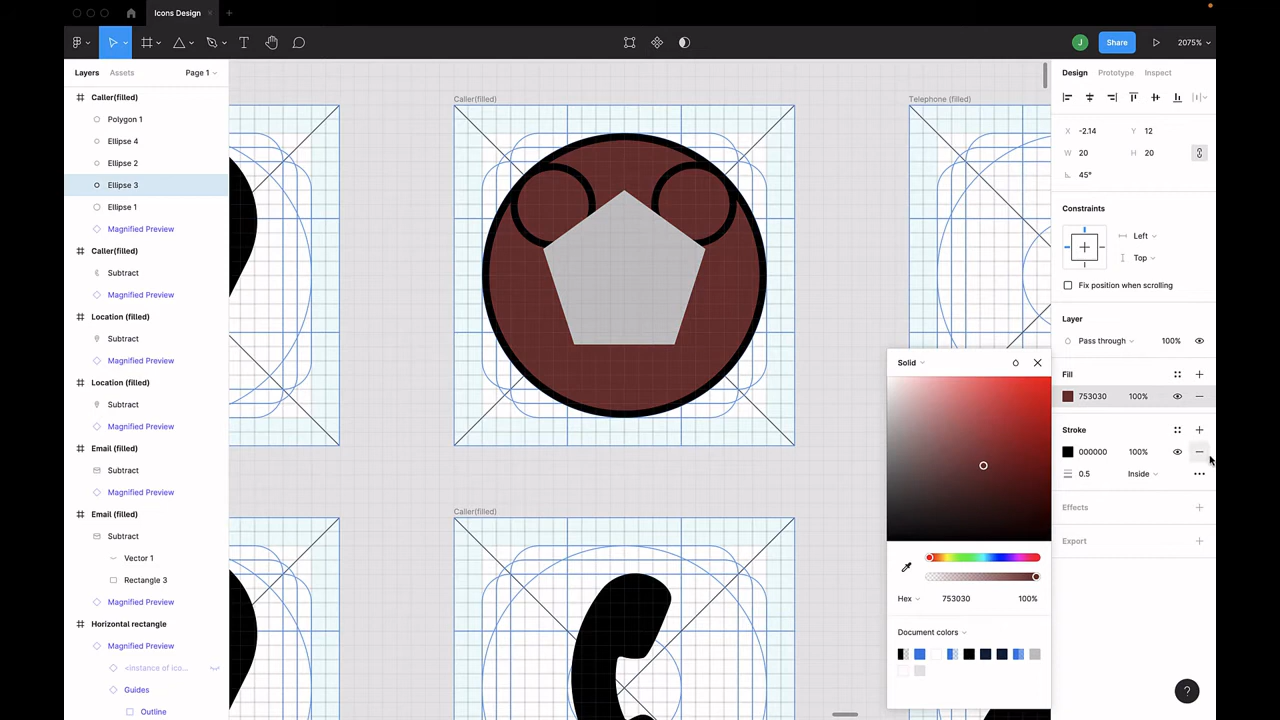 Icons Design
J
Share
2075%
Layers
Assets
Page 1
Design
Prototype
Inspect
Caller(filled)
Polygon 1
Ellipse 4
Ellipse 2
Ellipse 3
Ellipse 1
Magnified Preview
Caller(filled)
Subtract
Magnified Preview
Location (filled)
Subtract
Magnified Preview
Location (filled)
Subtract
Magnified Preview
Email (filled)
Subtract
Magnified Preview
Email (filled)
Subtract
Vector 1
Rectangle 3
Magnified Preview
Horizontal rectangle
Magnified Preview
<Instance of ico...
Guides
Outline
Caller(filled)
Telephone (filled)
Caller(filled)
X -2.14 Y 12
W 20 H 20
45°
Constraints
Left
Top
Fix position when scrolling
Layer
Pass through 100%
Fill
753030 100%
Stroke
000000 100%
0.5 Inside
Effects
Export
Solid
Hex 753030 100%
Document colors
?